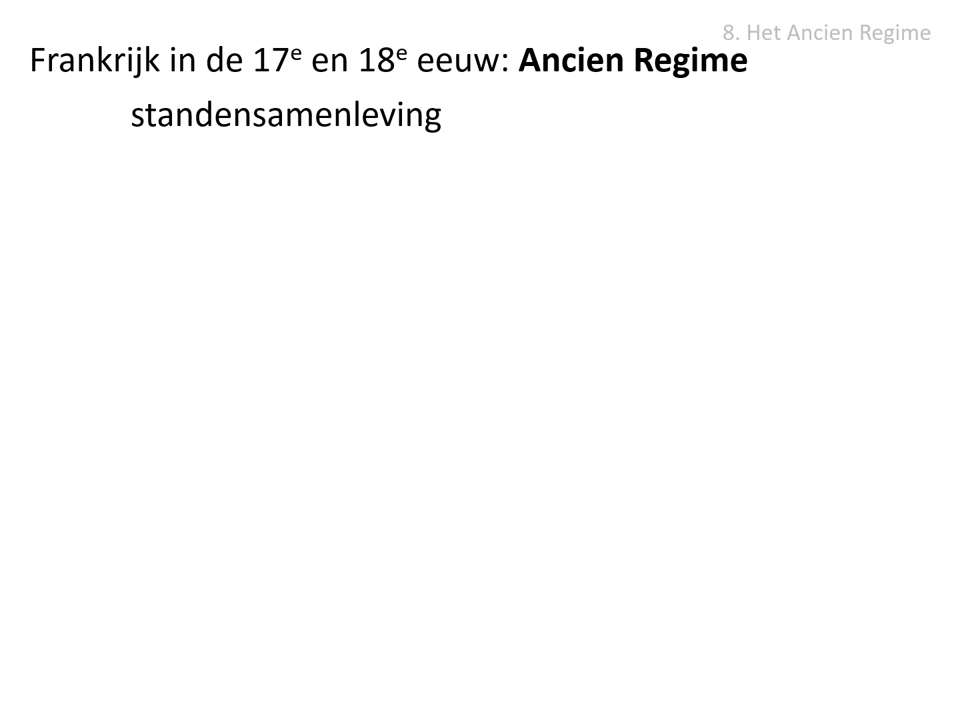 8. Het Ancien Regime
Frankrijk in de 17ᵉ en 18ᵉ eeuw: Ancien Regime
standensamenleving